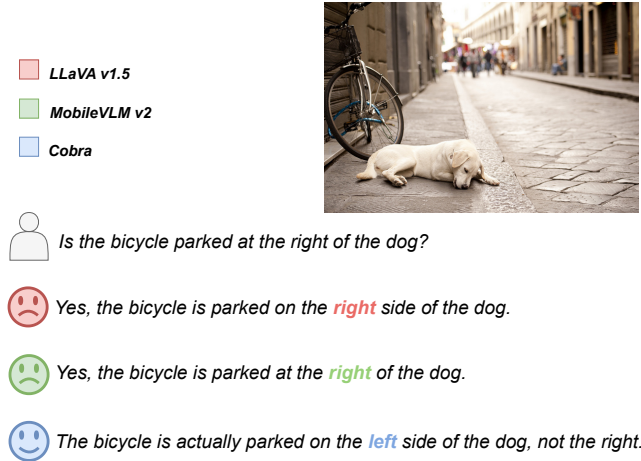 LLaVA v1.5
MobileVLM v2
Cobra
Is the bicycle parked at the right of the dog?
Yes, the bicycle is parked on the right side of the dog.
Yes, the bicycle is parked at the right of the dog.
The bicycle is actually parked on the left side of the dog, not the right.